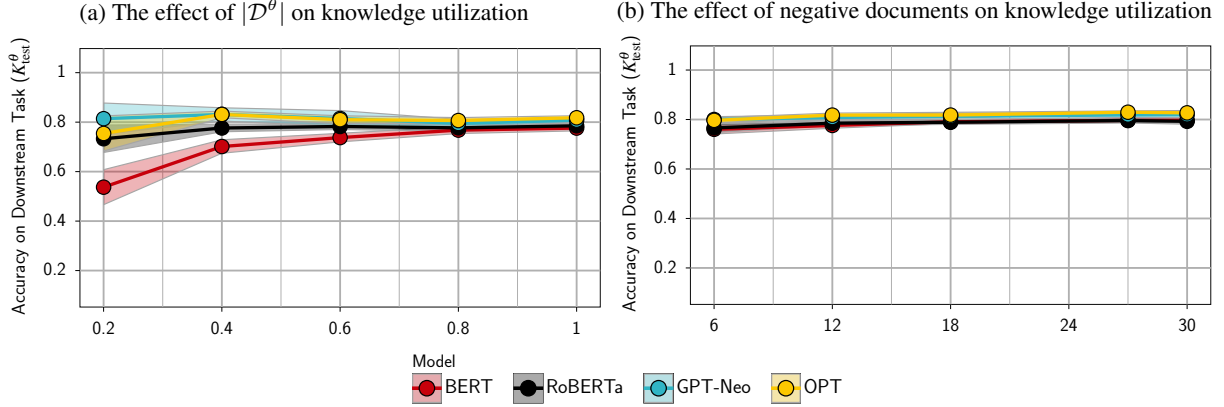 (a) The effect of |𝒟^θ| on knowledge utilization
(b) The effect of negative documents on knowledge utilization
Accuracy on Downstream Task (K^θ_test)
1
0.8
0.6
0.4
0.2
0.2 0.4 0.6 0.8 1
Accuracy on Downstream Task (K^θ_test)
1
0.8
0.6
0.4
0.2
6 12 18 24 30
Model
BERT RoBERTa GPT-Neo OPT